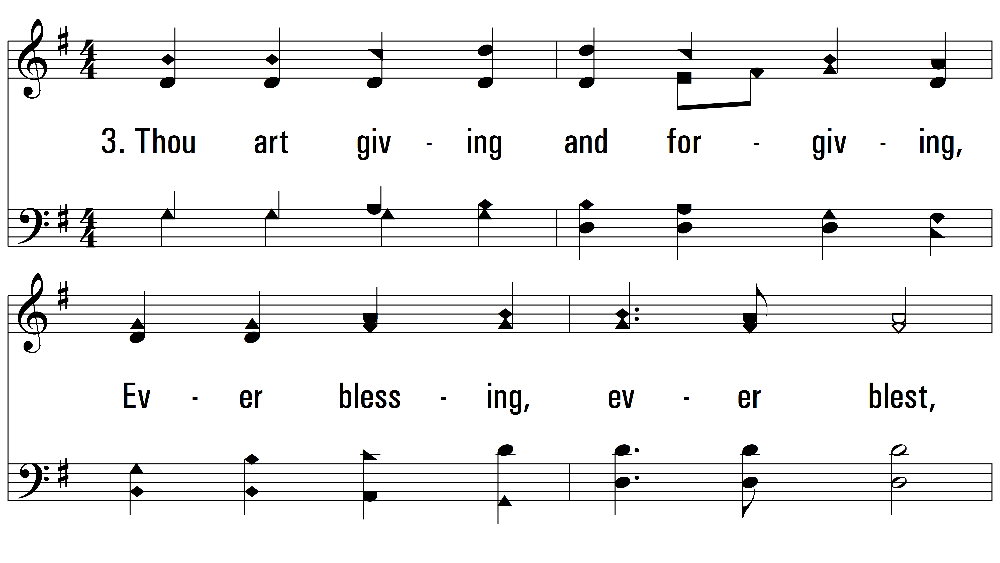 3. Thou art giv - ing and for - giv - ing,
Ev - er bless - ing, ev - er blest,